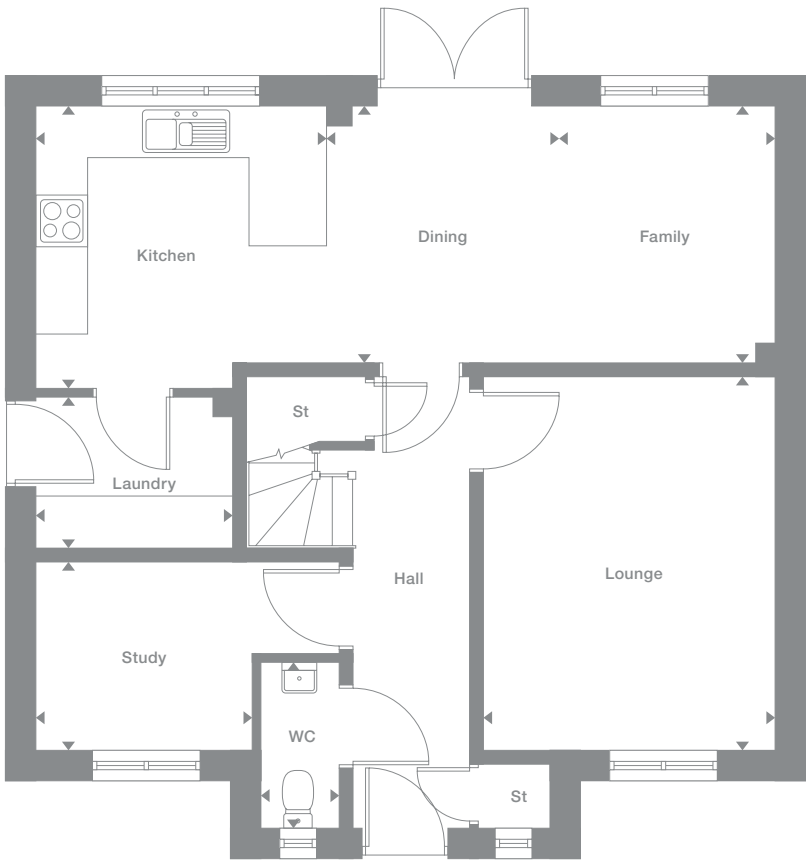 Dining
Family
Kitchen
St
Laundry
Hall
Lounge
Study
WC
St